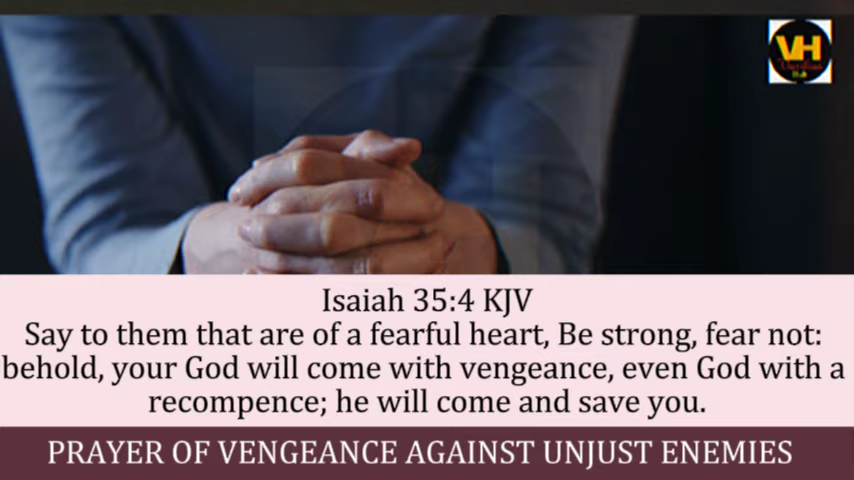 VH
Isaiah 35:4 KJV
Say to them that are of a fearful heart, Be strong, fear not:
behold, your God will come with vengeance, even God with a
recompence; he will come and save you.
PRAYER OF VENGEANCE AGAINST UNJUST ENEMIES